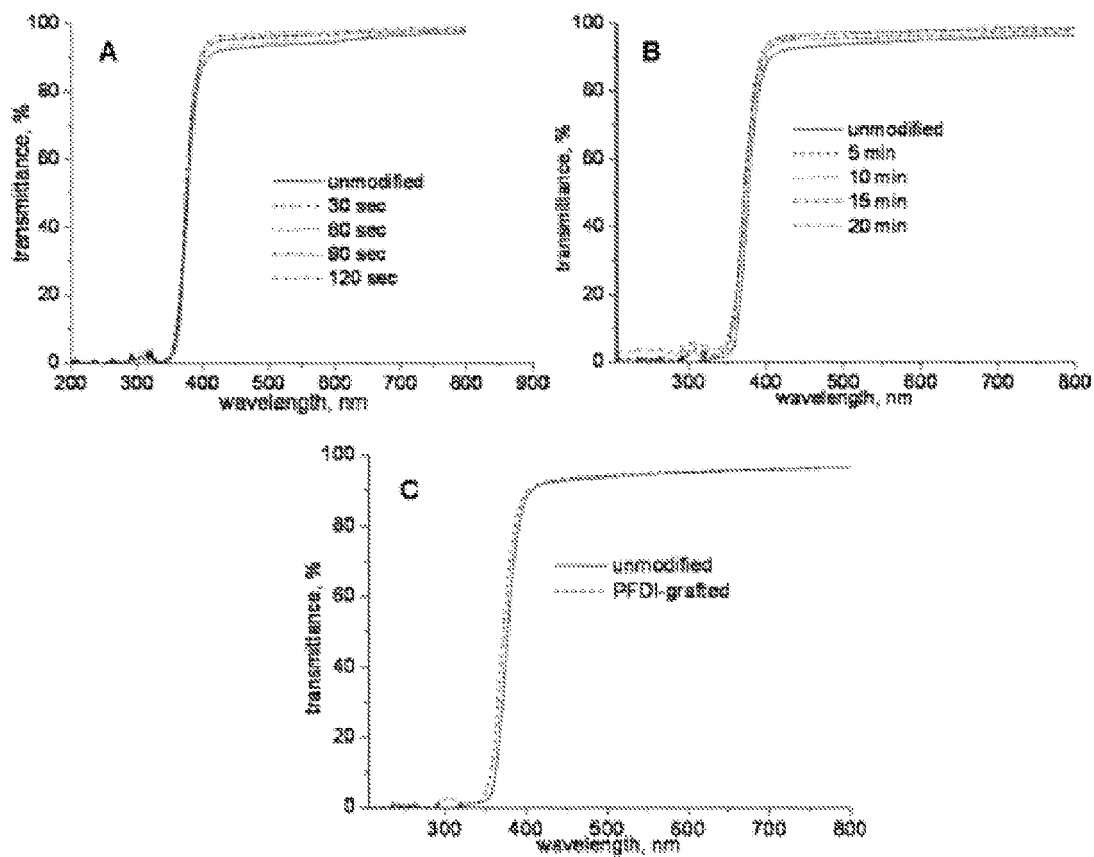 A
100
80
60
40
20
0
transmittance, %
unmodified
30 sec
60 sec
90 sec
120 sec
200 300 400 500 600 700 800 900
wavelength, nm
B
100
80
60
40
20
0
transmittance, %
unmodified
5 min
10 min
15 min
20 min
300 400 500 600 700 800
wavelength, nm
C
100
80
60
40
20
0
transmittance, %
unmodified
PFDI-grafted
300 400 500 600 700 800
wavelength, nm